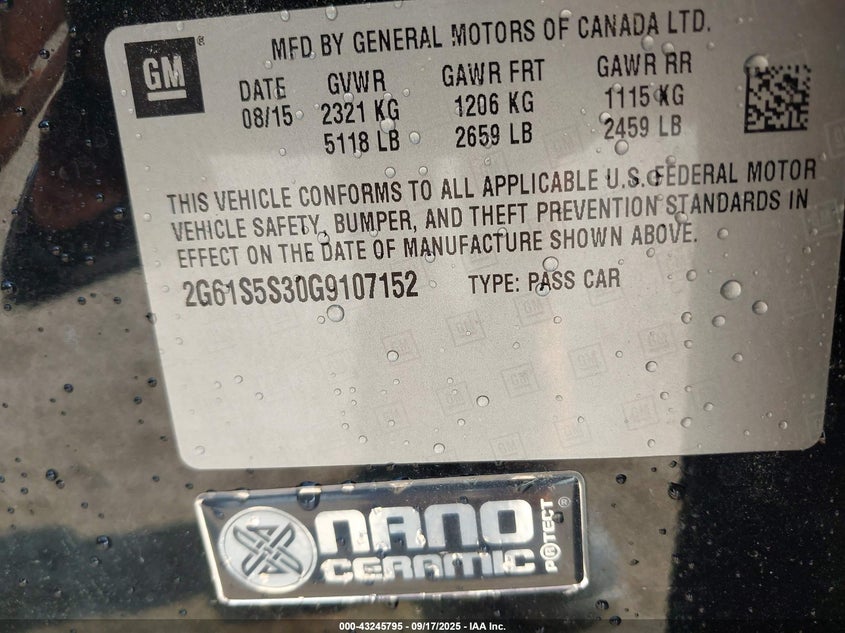 GM
MFD BY GENERAL MOTORS OF CANADA LTD.
DATE GVWR GAWR FRT GAWR RR
08/15 2321 KG 1206 KG 1115 KG
5118 LB 2659 LB 2459 LB
THIS VEHICLE CONFORMS TO ALL APPLICABLE U.S. FEDERAL MOTOR
VEHICLE SAFETY, BUMPER, AND THEFT PREVENTION STANDARDS IN
EFFECT ON THE DATE OF MANUFACTURE SHOWN ABOVE.
2G61S5S30G9107152 TYPE: PASS CAR
NANO
CERAMIC
PROTECT®
000-43245795 - 09/17/2025 - IAA Inc.